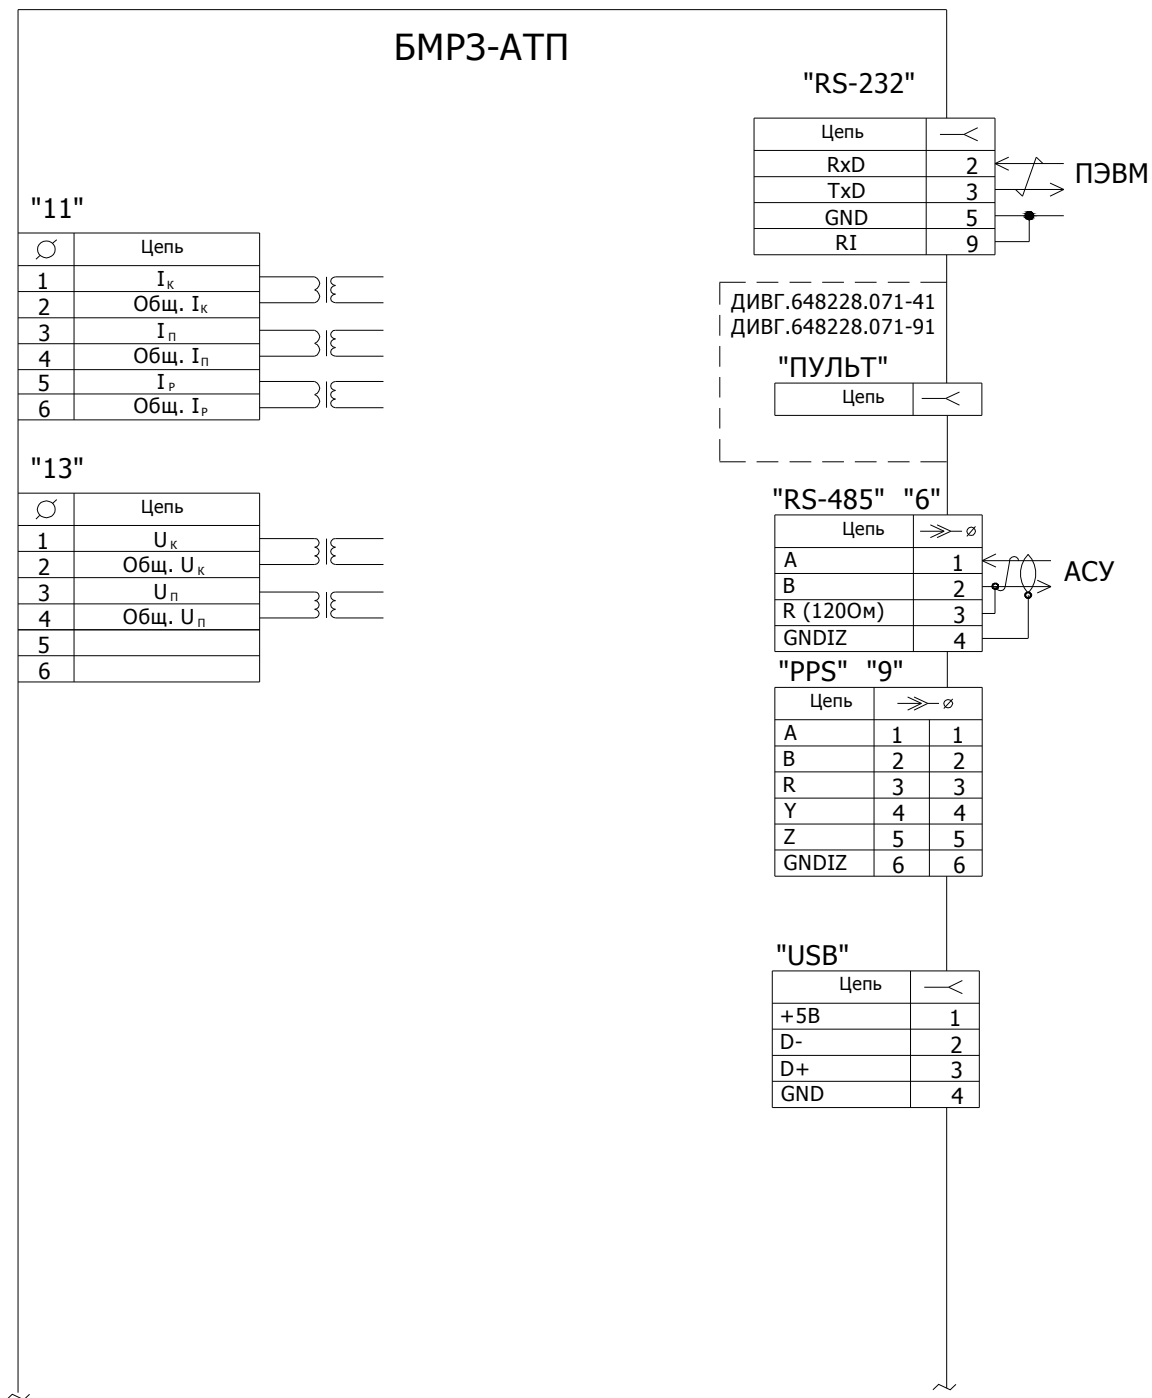 БМРЗ-АТП
"11"
Цепь
1 Iк
2 Общ. Iк
3 Iп
4 Общ. Iп
5 Iр
6 Общ. Iр
"13"
Цепь
1 Uк
2 Общ. Uк
3 Uп
4 Общ. Uп
5
6
"RS-232"
Цепь
RxD 2
TxD 3
GND 5
RI 9
ПЭВМ
ДИВГ.648228.071-41
ДИВГ.648228.071-91
"ПУЛЬТ"
Цепь
"RS-485" "6"
Цепь
A 1
B 2
R (120Ом) 3
GNDIZ 4
АСУ
"PPS" "9"
Цепь
A 1 1
B 2 2
R 3 3
Y 4 4
Z 5 5
GNDIZ 6 6
"USB"
Цепь
+5В 1
D- 2
D+ 3
GND 4